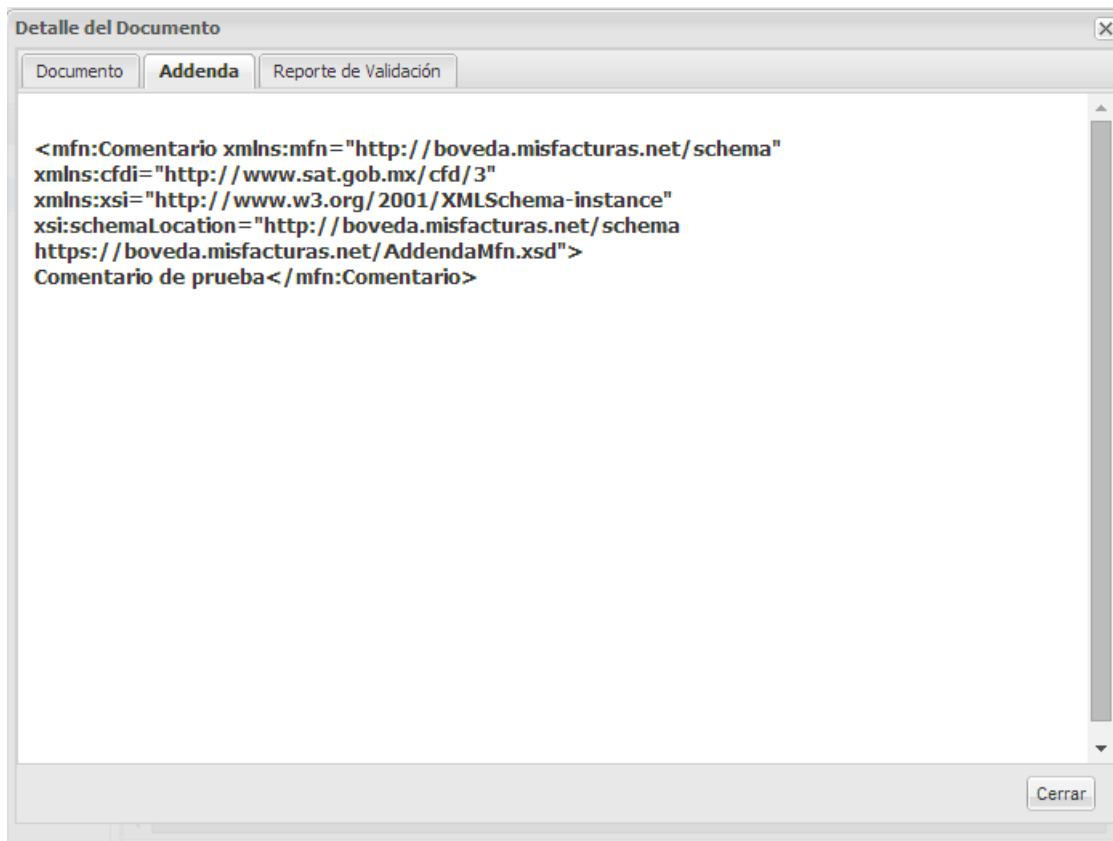 Detalle del Documento
Documento Addenda Reporte de Validación
<mfn:Comentario xmlns:mfn="http://boveda.misfacturas.net/schema"
xmlns:cfdi="http://www.sat.gob.mx/cfd/3"
xmlns:xsi="http://www.w3.org/2001/XMLSchema-instance"
xsi:schemaLocation="http://boveda.misfacturas.net/schema
https://boveda.misfacturas.net/AddendaMfn.xsd">
Comentario de prueba</mfn:Comentario>
Cerrar